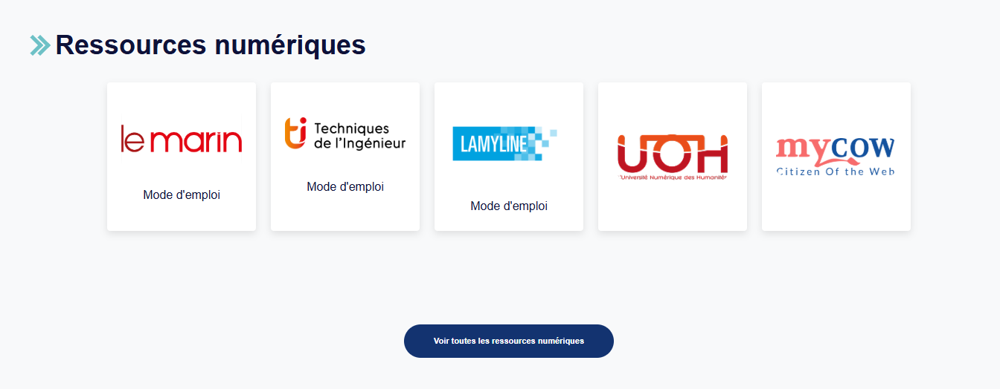 Ressources numériques
le marin
Mode d'emploi
ti Techniques
de l'Ingénieur
Mode d'emploi
LAMYLINE
Mode d'emploi
UOH
Université Numérique des Humanités
mycow
Citizen Of the Web
Voir toutes les ressources numériques